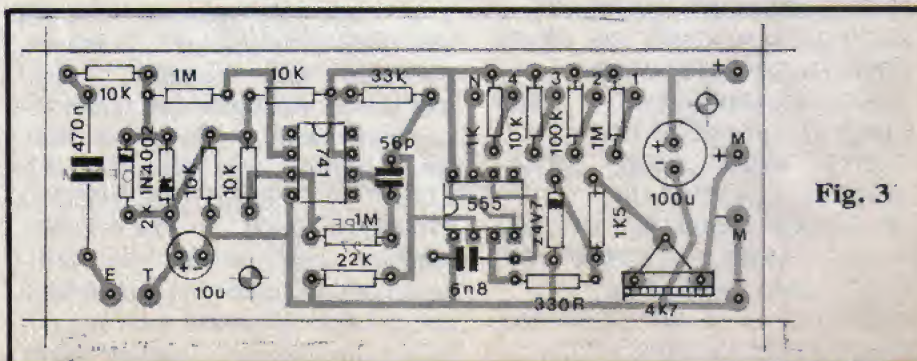 10K
1M
10K
33K
N
4
3
2
1
+
470n
2x 1N4002
10K
10K
741
56p
1K
10K
100K
1M
+
-
100u
+ M
Fig. 3
555
z4V7
1K5
1M
22K
6n8
330R
4K7
- M
E
T
+ -
10u
-